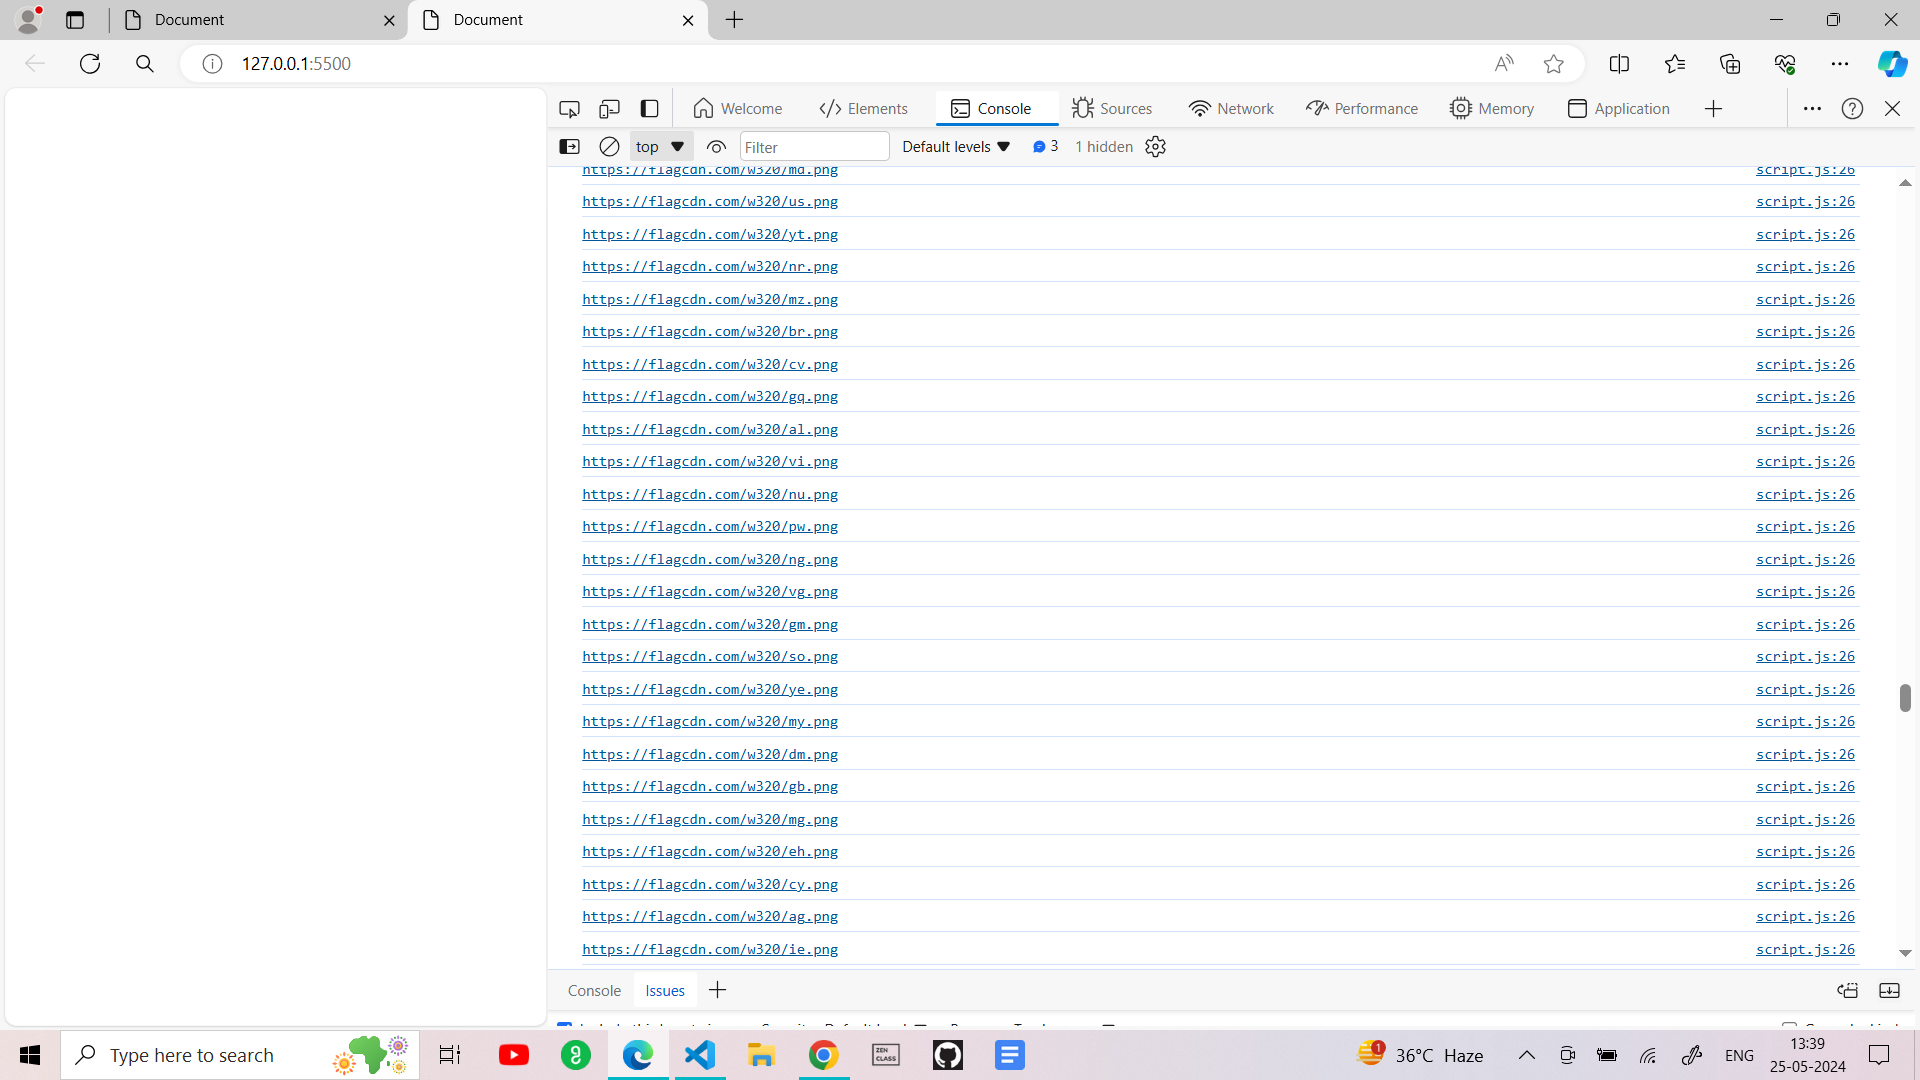 Document
Document
127.0.0.1:5500
Welcome
Elements
Console
Sources
Network
Performance
Memory
Application
top
Filter
Default levels
3
1 hidden
https://flagcdn.com/w320/md.png script.js:26
https://flagcdn.com/w320/us.png script.js:26
https://flagcdn.com/w320/yt.png script.js:26
https://flagcdn.com/w320/nr.png script.js:26
https://flagcdn.com/w320/mz.png script.js:26
https://flagcdn.com/w320/br.png script.js:26
https://flagcdn.com/w320/cv.png script.js:26
https://flagcdn.com/w320/gq.png script.js:26
https://flagcdn.com/w320/al.png script.js:26
https://flagcdn.com/w320/vi.png script.js:26
https://flagcdn.com/w320/nu.png script.js:26
https://flagcdn.com/w320/pw.png script.js:26
https://flagcdn.com/w320/ng.png script.js:26
https://flagcdn.com/w320/vg.png script.js:26
https://flagcdn.com/w320/gm.png script.js:26
https://flagcdn.com/w320/so.png script.js:26
https://flagcdn.com/w320/ye.png script.js:26
https://flagcdn.com/w320/my.png script.js:26
https://flagcdn.com/w320/dm.png script.js:26
https://flagcdn.com/w320/gb.png script.js:26
https://flagcdn.com/w320/mg.png script.js:26
https://flagcdn.com/w320/eh.png script.js:26
https://flagcdn.com/w320/cy.png script.js:26
https://flagcdn.com/w320/ag.png script.js:26
https://flagcdn.com/w320/ie.png script.js:26
Console
Issues
Type here to search
ZEN CLASS
1
36°C Haze
ENG
13:39
25-05-2024